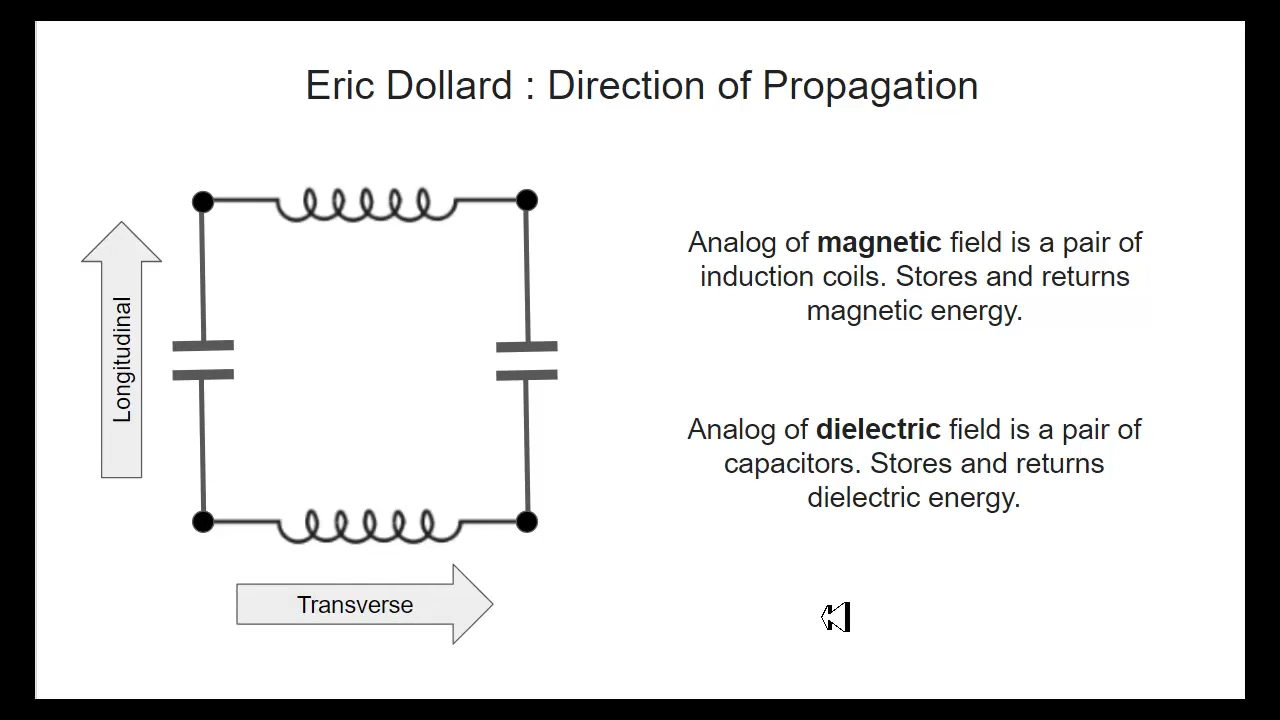 Eric Dollard : Direction of Propagation
Longitudinal
Analog of magnetic field is a pair of
induction coils. Stores and returns
magnetic energy.
Analog of dielectric field is a pair of
capacitors. Stores and returns
dielectric energy.
Transverse